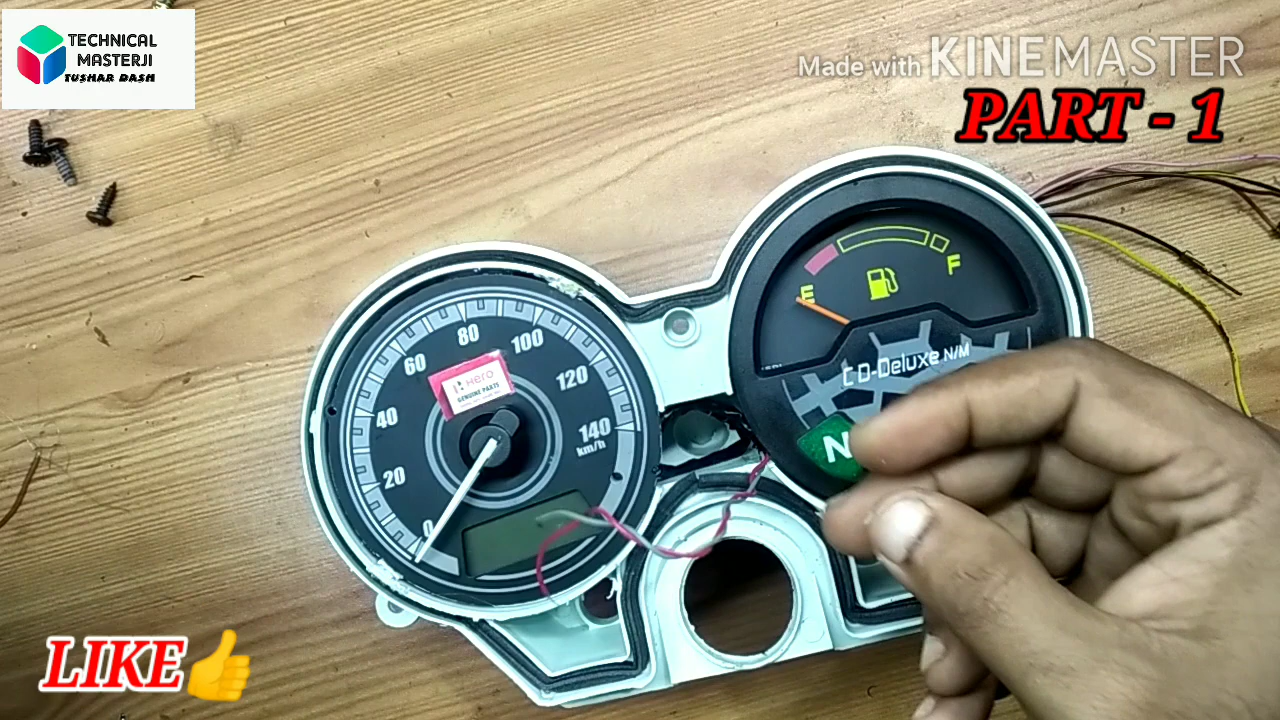 TECHNICAL
MASTERJI
TUSHAR DASH
Made with KINEMASTER
PART - 1
E
F
CD-Deluxe N/M
N
0
20
40
60
80
100
120
140
km/h
Hero
GENUINE PARTS
LIKE